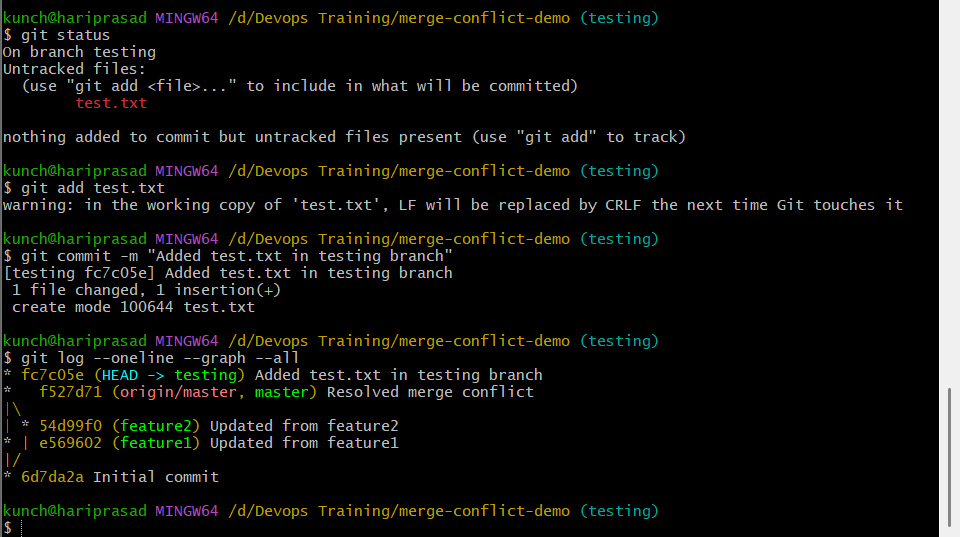 kunch@hariprasad MINGW64 /d/Devops Training/merge-conflict-demo (testing)
$ git status
On branch testing
Untracked files:
  (use "git add <file>..." to include in what will be committed)
        test.txt

nothing added to commit but untracked files present (use "git add" to track)

kunch@hariprasad MINGW64 /d/Devops Training/merge-conflict-demo (testing)
$ git add test.txt
warning: in the working copy of 'test.txt', LF will be replaced by CRLF the next time Git touches it

kunch@hariprasad MINGW64 /d/Devops Training/merge-conflict-demo (testing)
$ git commit -m "Added test.txt in testing branch"
[testing fc7c05e] Added test.txt in testing branch
 1 file changed, 1 insertion(+)
 create mode 100644 test.txt

kunch@hariprasad MINGW64 /d/Devops Training/merge-conflict-demo (testing)
$ git log --oneline --graph --all
* fc7c05e (HEAD -> testing) Added test.txt in testing branch
*   f527d71 (origin/master, master) Resolved merge conflict
|\
| * 54d99f0 (feature2) Updated from feature2
* | e569602 (feature1) Updated from feature1
|/
* 6d7da2a Initial commit

kunch@hariprasad MINGW64 /d/Devops Training/merge-conflict-demo (testing)
$